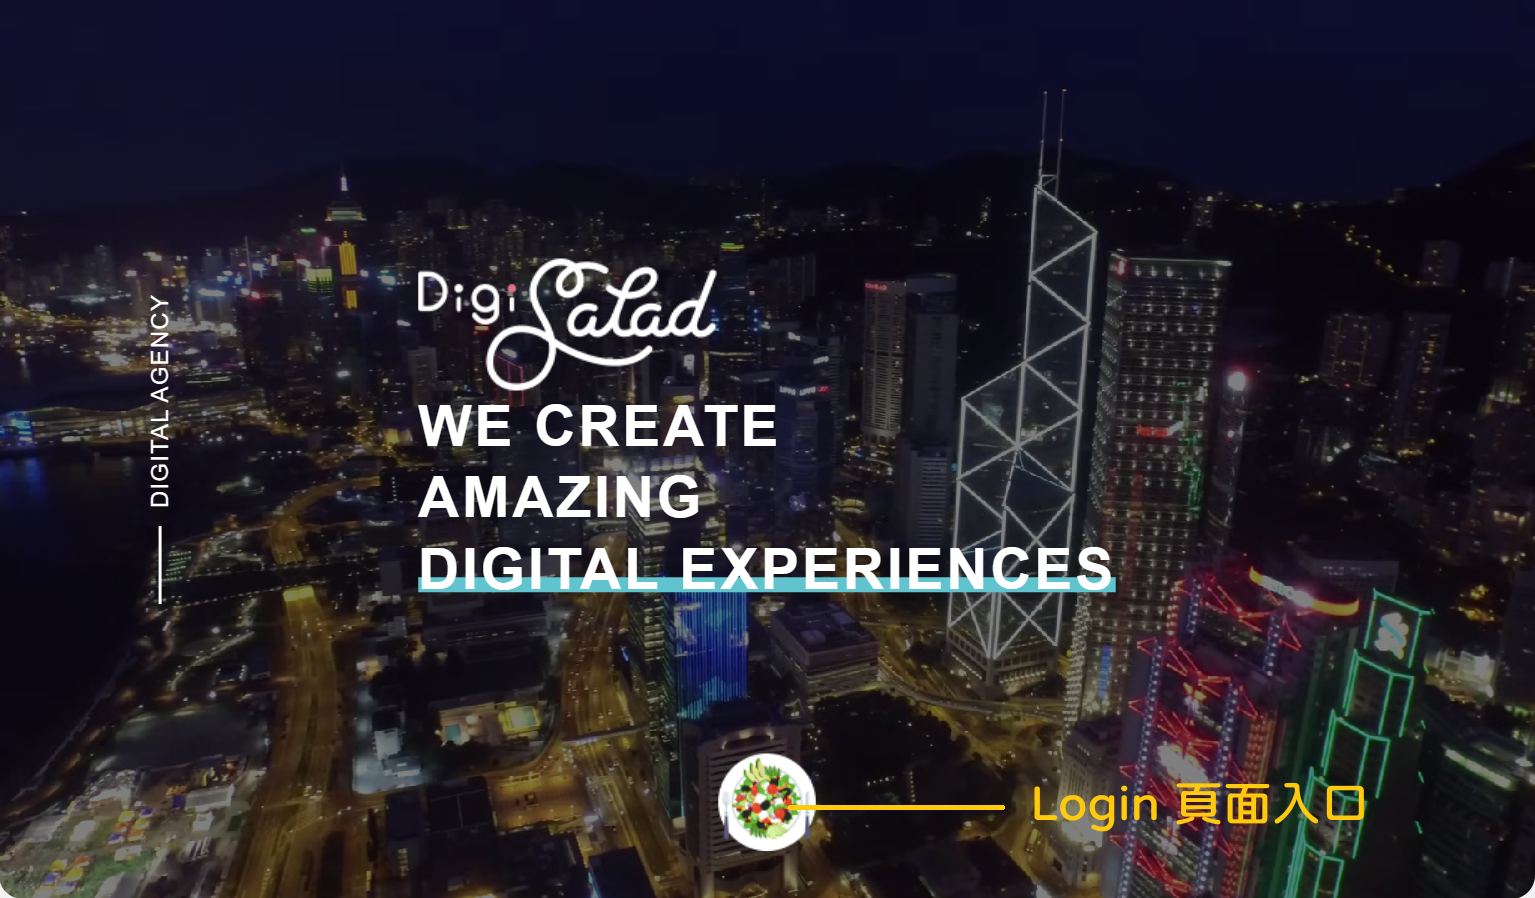 DIGITAL AGENCY
DigiSalad
WE CREATE
AMAZING
DIGITAL EXPERIENCES
Login 頁面入口